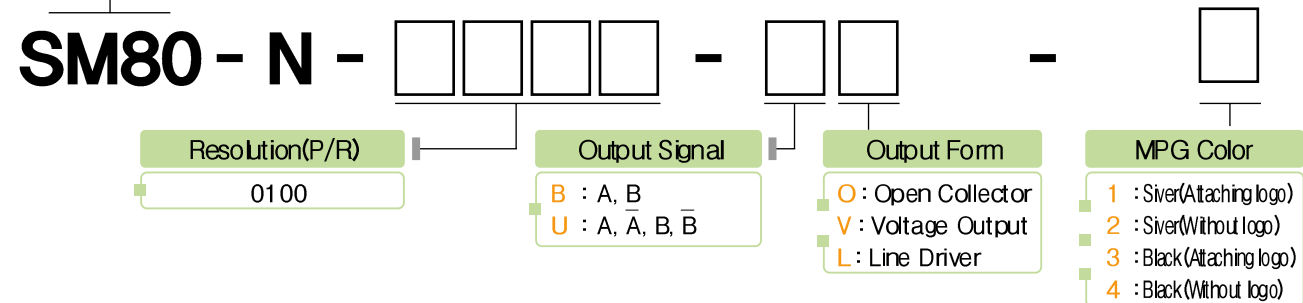 SM80 - N - □□□□ - □□ - □
Resolution(P/R)
0100
Output Signal
B : A, B
U : A, A̅, B, B̅
Output Form
O : Open Collector
V : Voltage Output
L : Line Driver
MPG Color
1 : Siver(Attaching logo)
2 : Siver(Without logo)
3 : Black(Attaching logo)
4 : Black(Without logo)